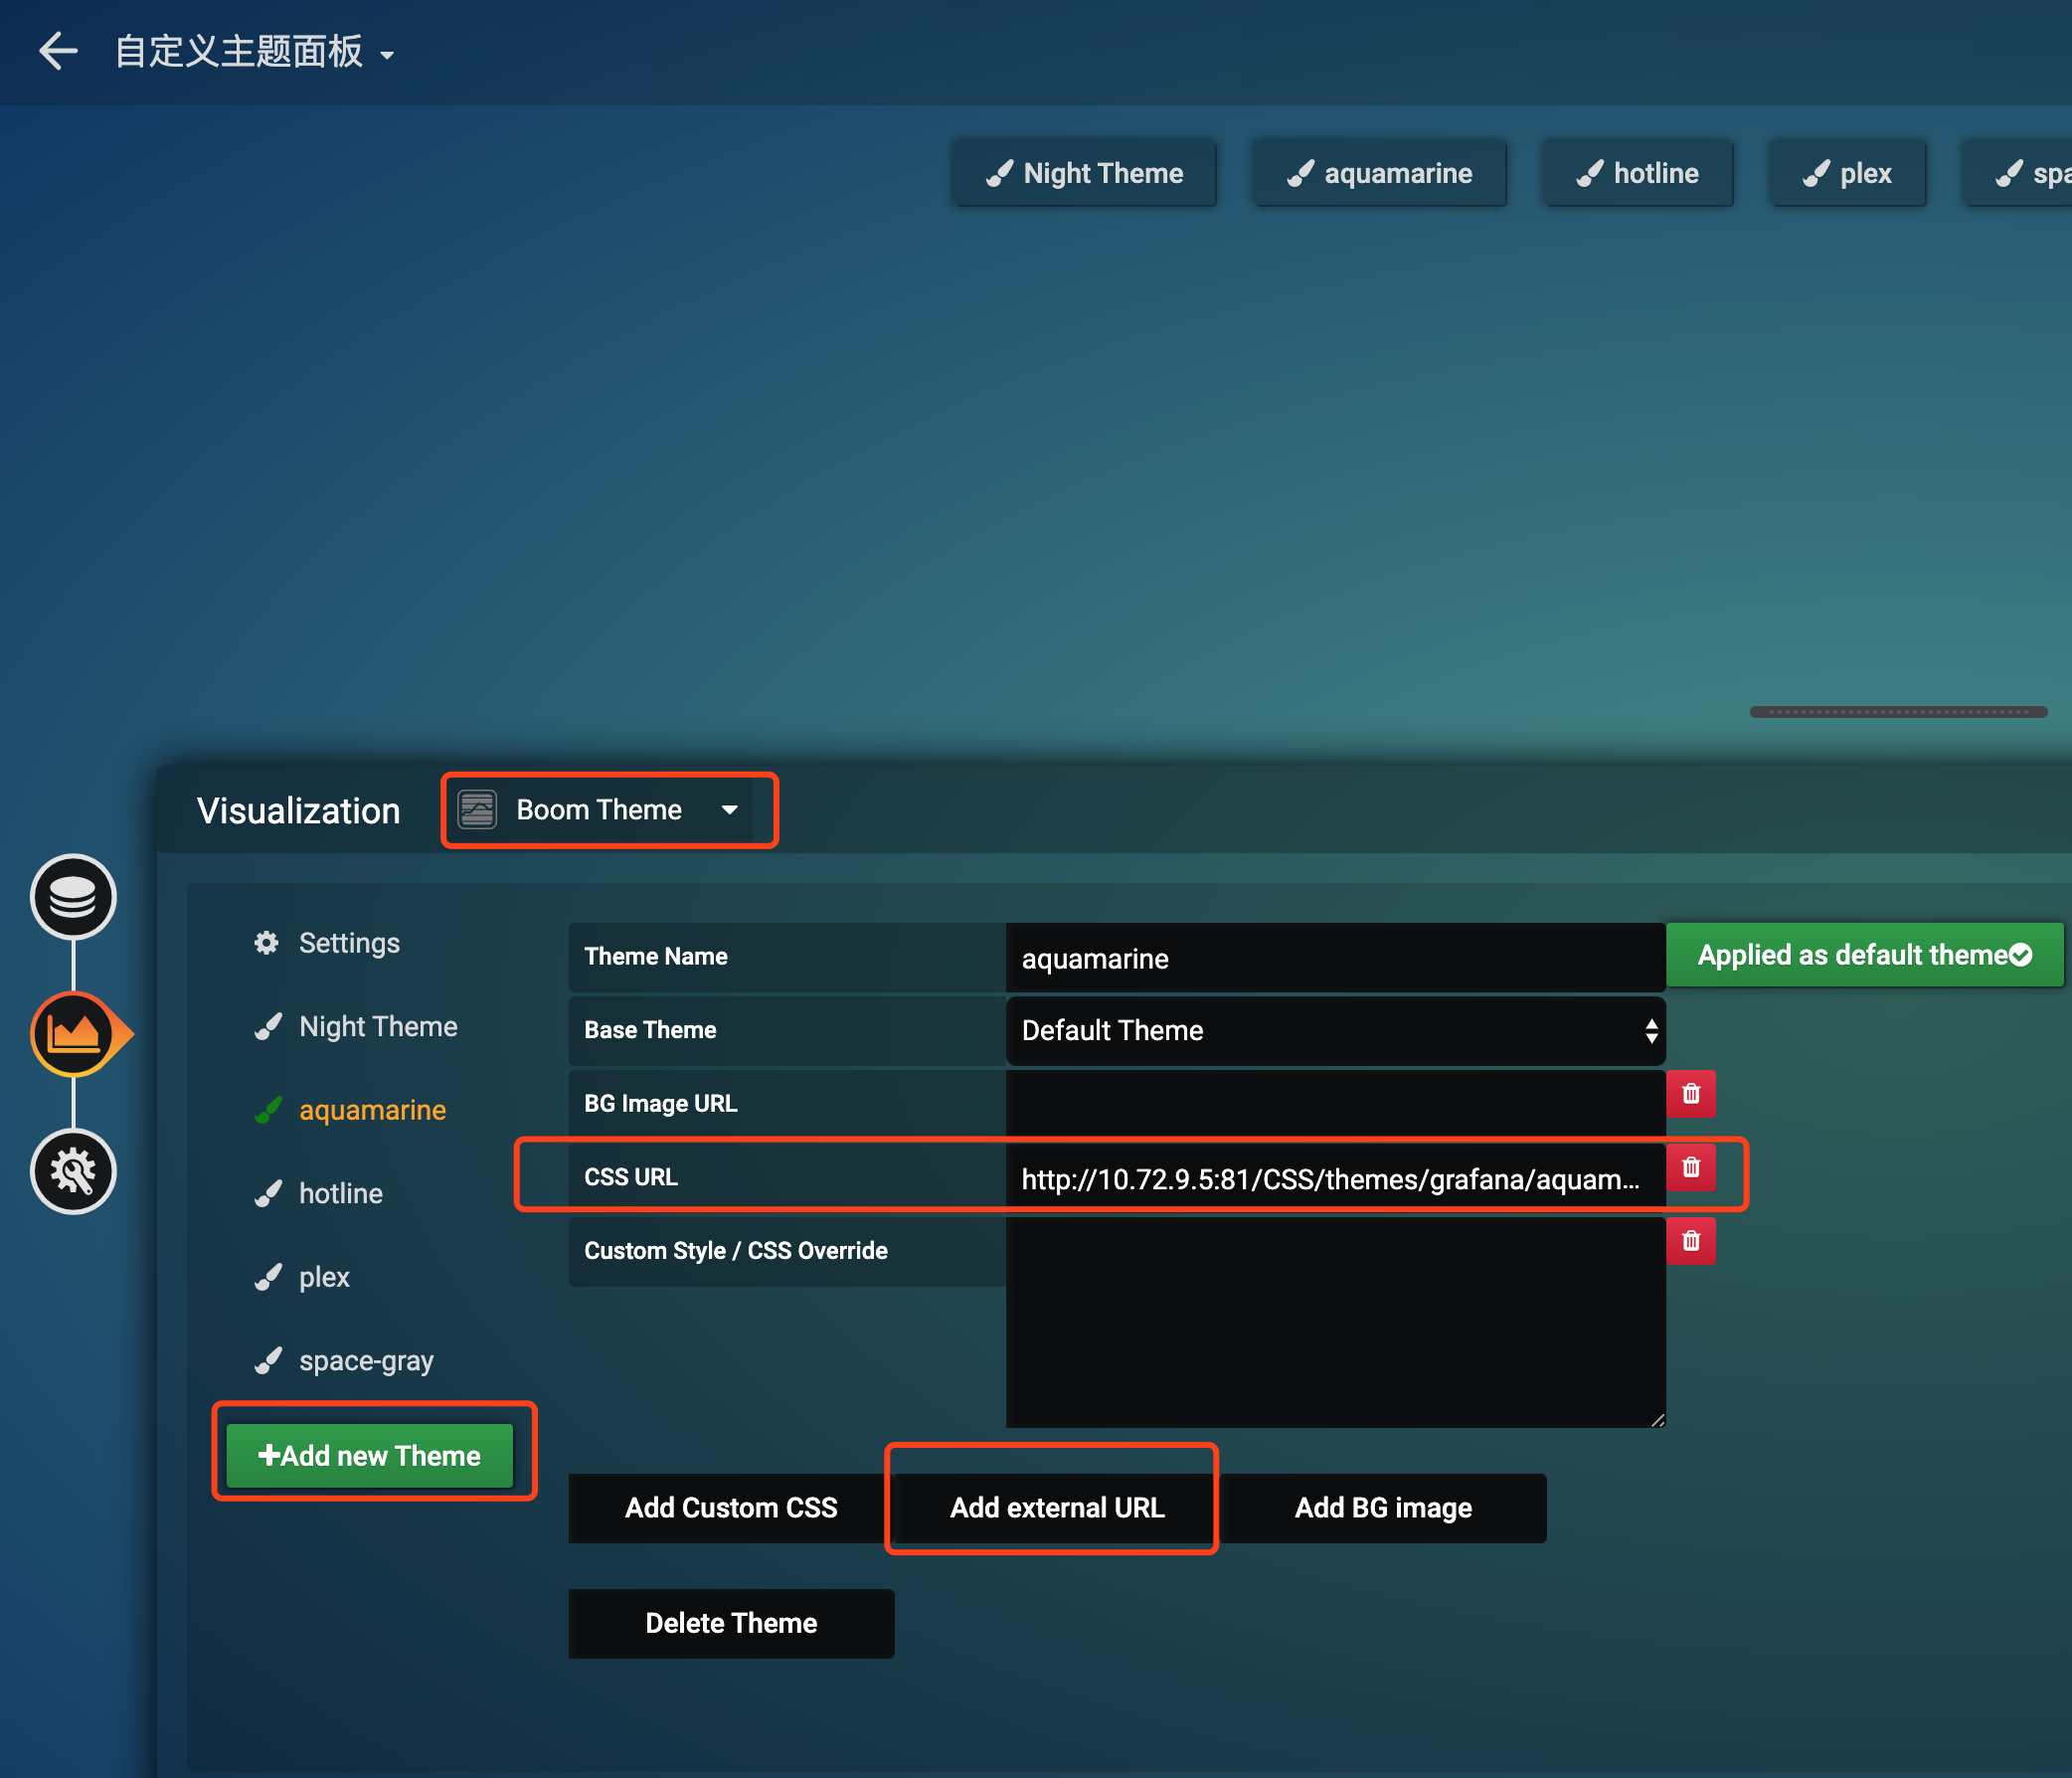 自定义主题面板
Night Theme
aquamarine
hotline
plex
spa
Visualization
Boom Theme
Settings
Night Theme
aquamarine
hotline
plex
space-gray
Add new Theme
Theme Name
aquamarine
Applied as default theme
Base Theme
Default Theme
BG Image URL
CSS URL
http://10.72.9.5:81/CSS/themes/grafana/aquam...
Custom Style / CSS Override
Add Custom CSS
Add external URL
Add BG image
Delete Theme